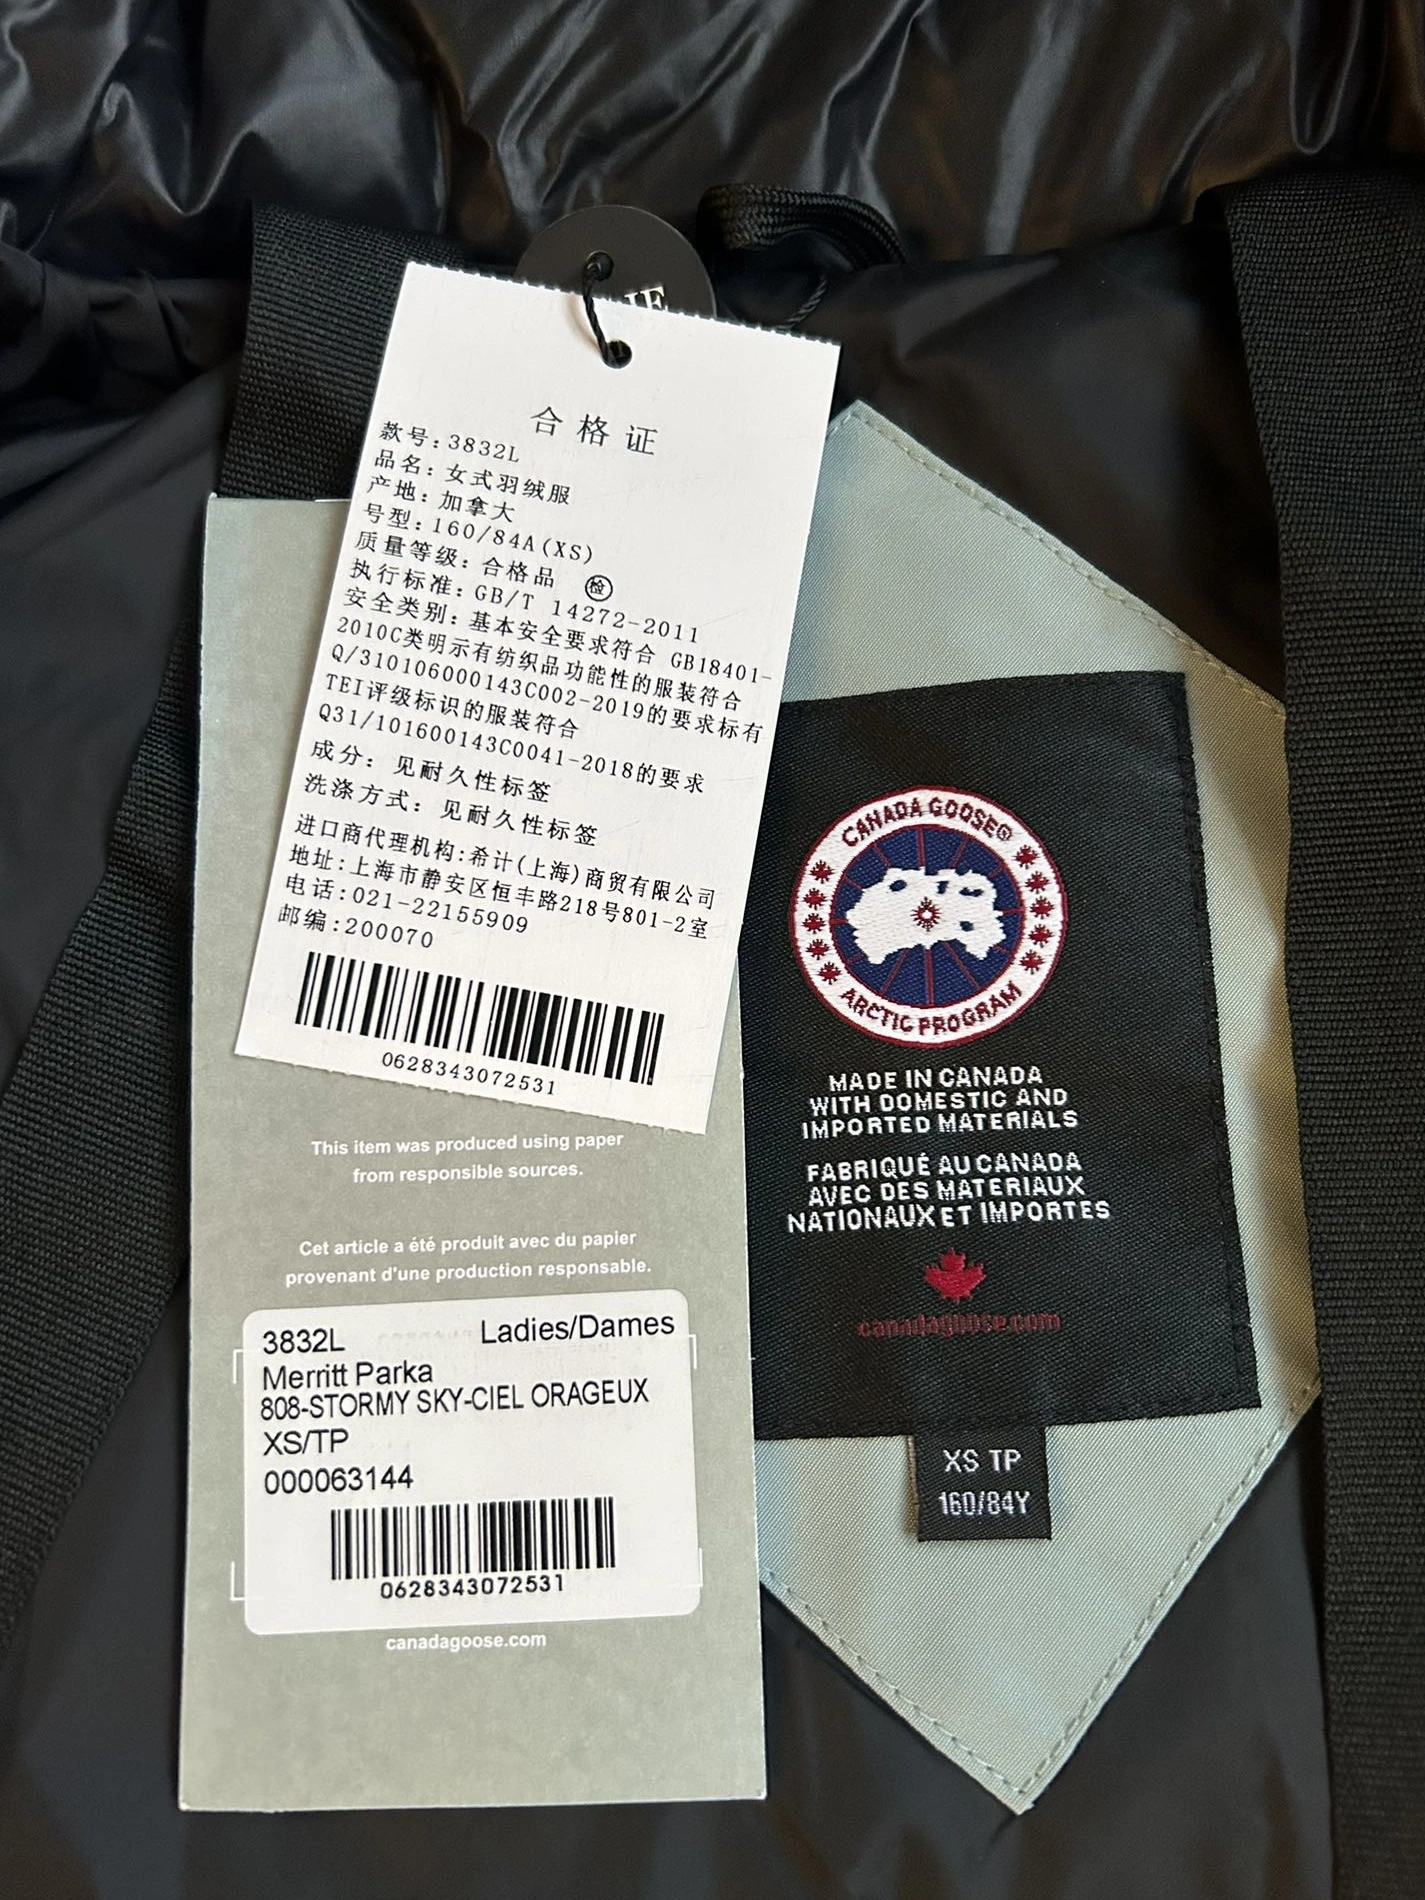 合格证
款号:3832L
品名:女式羽绒服
产地:加拿大
号型:160/84A(XS)
质量等级:合格品 检
执行标准:GB/T 14272-2011
安全类别:基本安全要求符合 GB18401-
2010C类明示有纺织品功能性的服装符合
Q/310106000143C002-2019的要求标有
TEI评级标识的服装符合
Q31/101600143C0041-2018的要求
成分: 见耐久性标签
洗涤方式: 见耐久性标签
进口商代理机构:希计(上海)商贸有限公司
地址:上海市静安区恒丰路218号801-2室
电话:021-22155909
邮编:200070
0628343072531
This item was produced using paper
from responsible sources.
Cet article a été produit avec du papier
provenant d'une production responsable.
3832L Ladies/Dames
Merritt Parka
808-STORMY SKY-CIEL ORAGEUX
XS/TP
000063144
0628343072531
canadagoose.com
CANADA GOOSE®
ARCTIC PROGRAM
MADE IN CANADA
WITH DOMESTIC AND
IMPORTED MATERIALS
FABRIQUÉ AU CANADA
AVEC DES MATERIAUX
NATIONAUX ET IMPORTES
canadagoose.com
XS TP
160/84Y